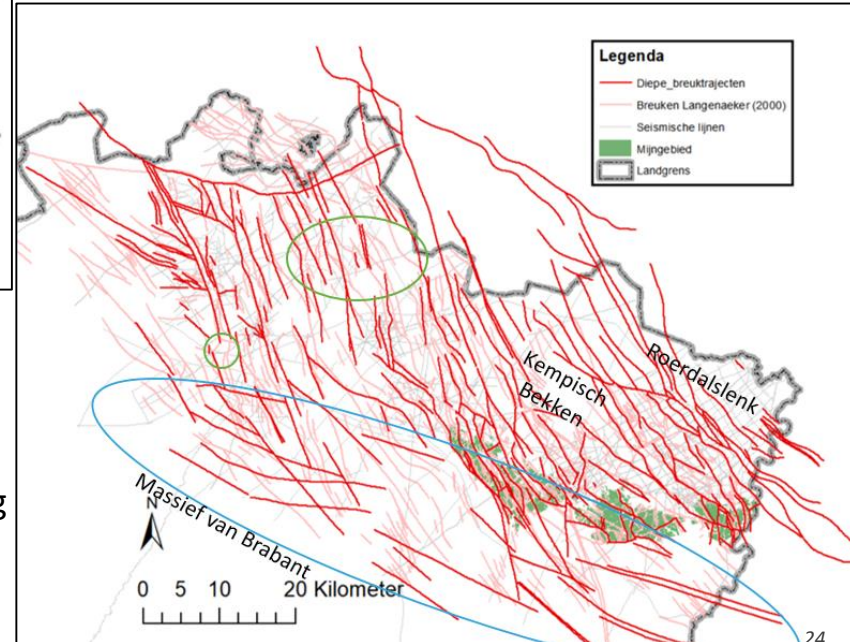 Legenda
Diepe_breuktrajecten
Breuken Langenaeker (2000)
Seismische lijnen
Mijngebied
Landgrens
Roerdalslenk
Kempisch
Bekken
g
Massief van Brabant
N
0 5 10 20 Kilometer
24